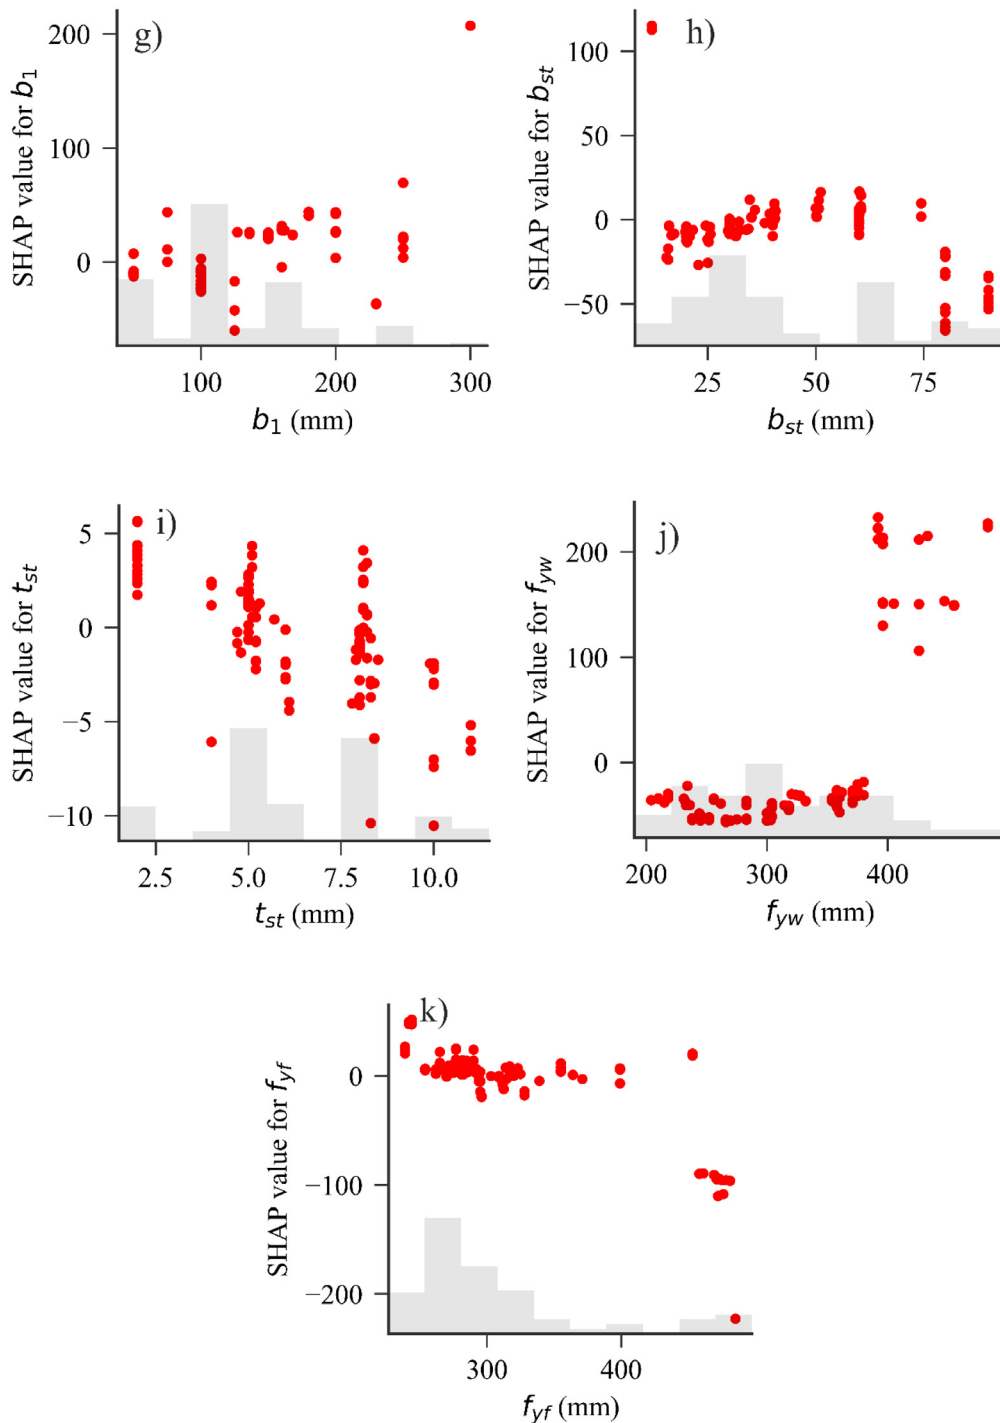 g)
SHAP value for b1
200
100
0
100
200
300
b1 (mm)
h)
SHAP value for bst
100
50
0
−50
25
50
75
bst (mm)
i)
SHAP value for tst
5
0
−5
−10
2.5
5.0
7.5
10.0
tst (mm)
j)
SHAP value for fyw
200
100
0
200
300
400
fyw (mm)
k)
SHAP value for fyf
0
−100
−200
300
400
fyf (mm)